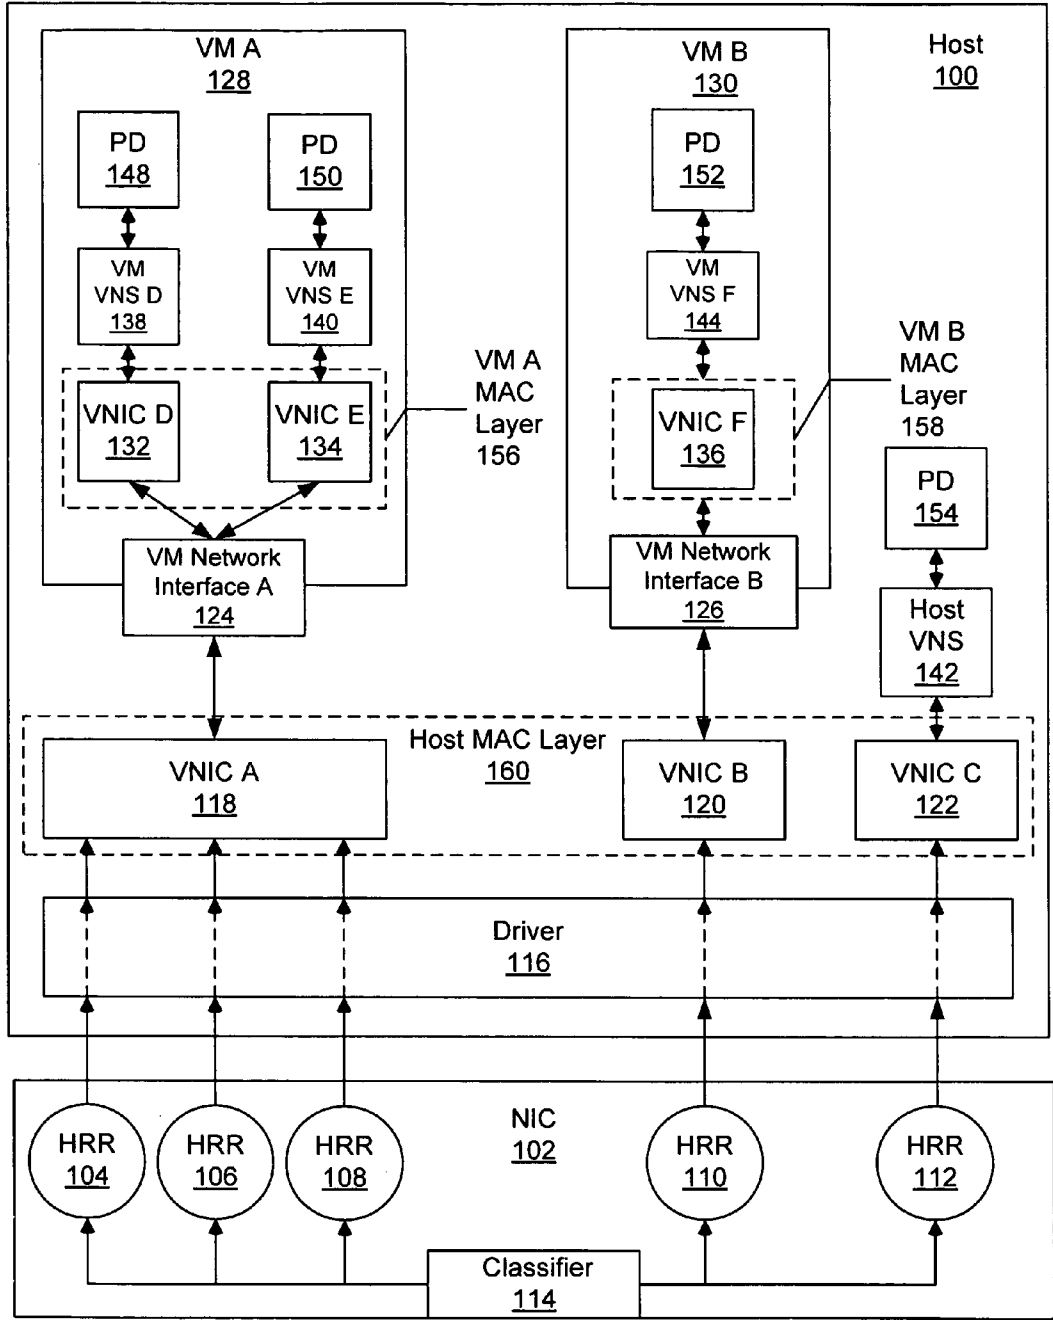 VM A
128
VM B
130
Host
100
PD
148
PD
150
PD
152
VM
VNS D
138
VM
VNS E
140
VM
VNS F
144
VM A
MAC
Layer
156
VM B
MAC
Layer
158
VNIC D
132
VNIC E
134
VNIC F
136
PD
154
VM Network
Interface A
124
VM Network
Interface B
126
Host
VNS
142
Host MAC Layer
160
VNIC A
118
VNIC B
120
VNIC C
122
Driver
116
NIC
102
HRR
104
HRR
106
HRR
108
HRR
110
HRR
112
Classifier
114